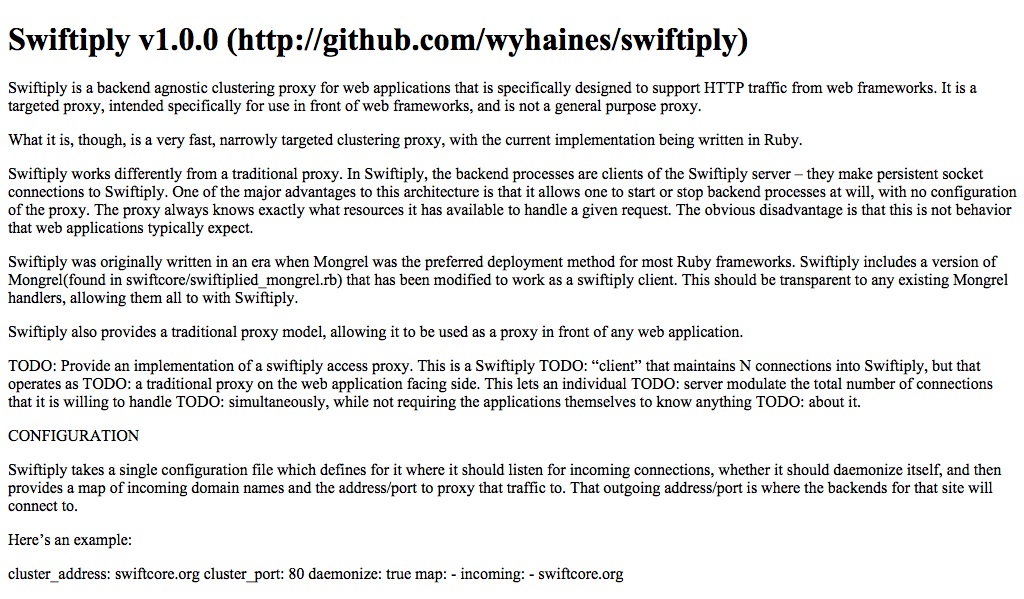 Swiftiply v1.0.0 (http://github.com/wyhaines/swiftiply)
Swiftiply is a backend agnostic clustering proxy for web applications that is specifically designed to support HTTP traffic from web frameworks. It is a
targeted proxy, intended specifically for use in front of web frameworks, and is not a general purpose proxy.
What it is, though, is a very fast, narrowly targeted clustering proxy, with the current implementation being written in Ruby.
Swiftiply works differently from a traditional proxy. In Swiftiply, the backend processes are clients of the Swiftiply server – they make persistent socket
connections to Swiftiply. One of the major advantages to this architecture is that it allows one to start or stop backend processes at will, with no configuration
of the proxy. The proxy always knows exactly what resources it has available to handle a given request. The obvious disadvantage is that this is not behavior
that web applications typically expect.
Swiftiply was originally written in an era when Mongrel was the preferred deployment method for most Ruby frameworks. Swiftiply includes a version of
Mongrel(found in swiftcore/swiftiplied_mongrel.rb) that has been modified to work as a swiftiply client. This should be transparent to any existing Mongrel
handlers, allowing them all to with Swiftiply.
Swiftiply also provides a traditional proxy model, allowing it to be used as a proxy in front of any web application.
TODO: Provide an implementation of a swiftiply access proxy. This is a Swiftiply TODO: “client” that maintains N connections into Swiftiply, but that
operates as TODO: a traditional proxy on the web application facing side. This lets an individual TODO: server modulate the total number of connections
that it is willing to handle TODO: simultaneously, while not requiring the applications themselves to know anything TODO: about it.
CONFIGURATION
Swiftiply takes a single configuration file which defines for it where it should listen for incoming connections, whether it should daemonize itself, and then
provides a map of incoming domain names and the address/port to proxy that traffic to. That outgoing address/port is where the backends for that site will
connect to.
Here’s an example:
cluster_address: swiftcore.org cluster_port: 80 daemonize: true map: - incoming: - swiftcore.org